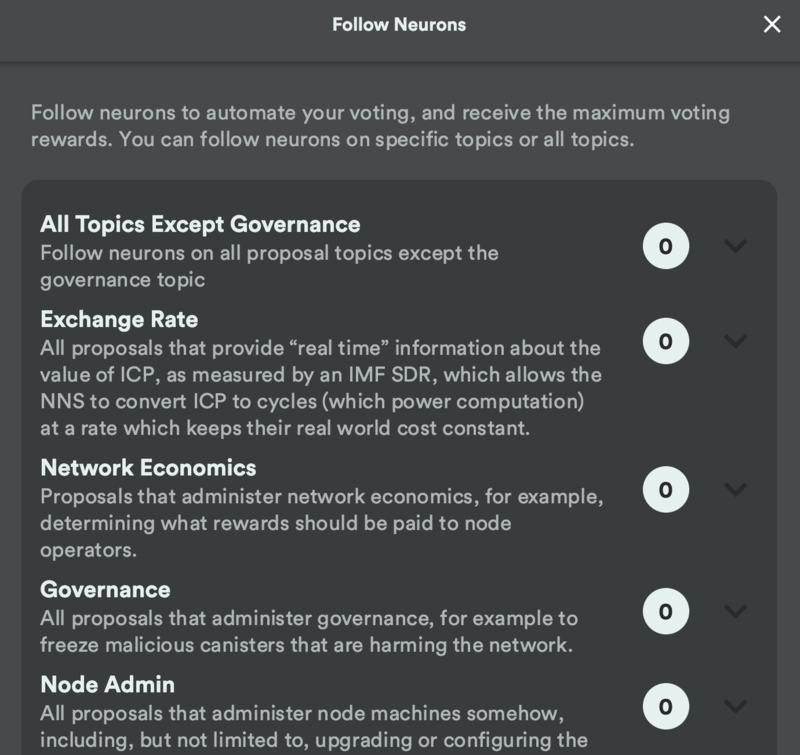 Follow Neurons
Follow neurons to automate your voting, and receive the maximum voting
rewards. You can follow neurons on specific topics or all topics.
All Topics Except Governance
Follow neurons on all proposal topics except the
governance topic
0
Exchange Rate
All proposals that provide “real time” information about the
value of ICP, as measured by an IMF SDR, which allows the
NNS to convert ICP to cycles (which power computation)
at a rate which keeps their real world cost constant.
0
Network Economics
Proposals that administer network economics, for example,
determining what rewards should be paid to node
operators.
0
Governance
All proposals that administer governance, for example to
freeze malicious canisters that are harming the network.
0
Node Admin
All proposals that administer node machines somehow,
including, but not limited to, upgrading or configuring the
0